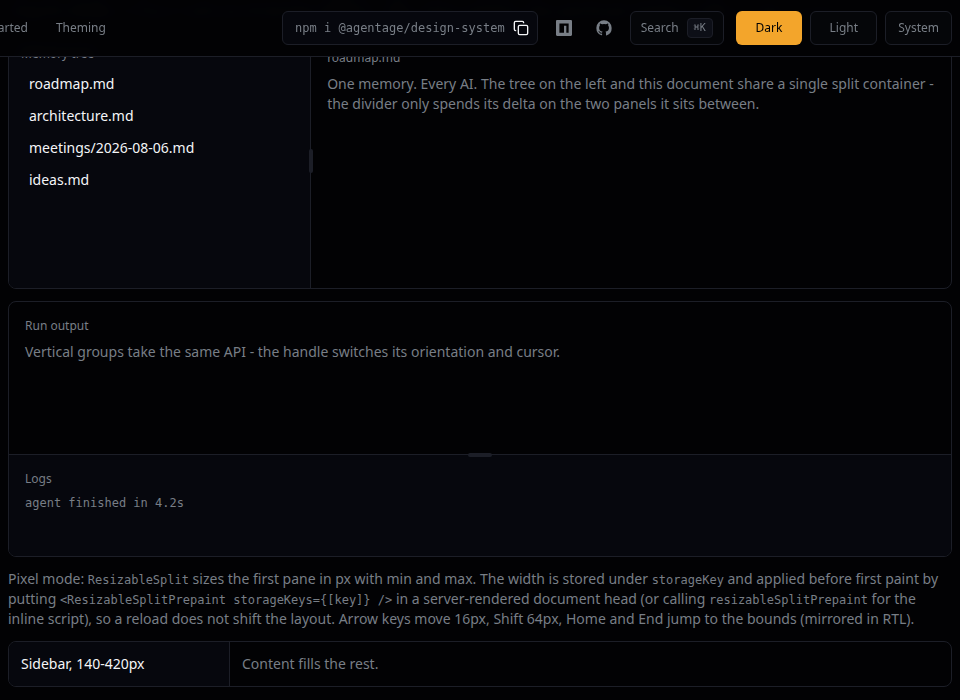 arted
Theming
npm i @agentage/design-system
Search
⌘K
Dark
Light
System
roadmap.md
architecture.md
meetings/2026-08-06.md
ideas.md
roadmap.md
One memory. Every AI. The tree on the left and this document share a single split container -
the divider only spends its delta on the two panels it sits between.
Run output
Vertical groups take the same API - the handle switches its orientation and cursor.
Logs
agent finished in 4.2s
Pixel mode: ResizableSplit sizes the first pane in px with min and max. The width is stored under storageKey and applied before first paint by
putting <ResizableSplitPrepaint storageKeys={[key]} /> in a server-rendered document head (or calling resizableSplitPrepaint for the
inline script), so a reload does not shift the layout. Arrow keys move 16px, Shift 64px, Home and End jump to the bounds (mirrored in RTL).
Sidebar, 140-420px
Content fills the rest.